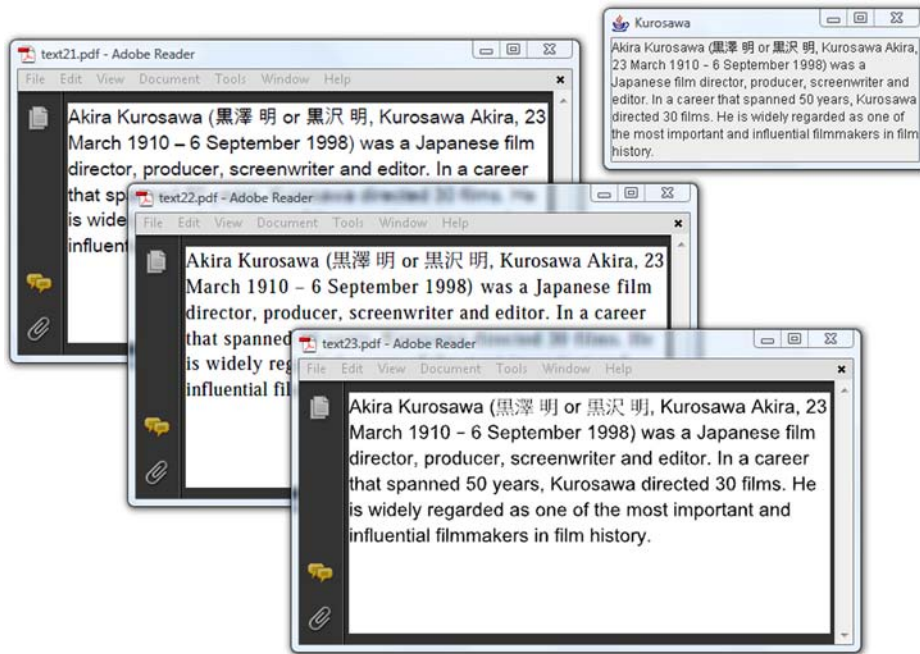 Kurosawa
Akira Kurosawa (黒澤 明 or 黒沢 明, Kurosawa Akira,
23 March 1910 – 6 September 1998) was a
Japanese film director, producer, screenwriter and
editor. In a career that spanned 50 years, Kurosawa
directed 30 films. He is widely regarded as one of
the most important and influential filmmakers in film
history.
text21.pdf - Adobe Reader
File Edit View Document Tools Window Help
Akira Kurosawa (黒澤 明 or 黒沢 明, Kurosawa Akira, 23
March 1910 – 6 September 1998) was a Japanese film
director, producer, screenwriter and editor. In a career
that directed 30 films. He
is wide
influent
text22.pdf - Adobe Reader
File Edit View Document Tools Window Help
Akira Kurosawa (黒澤 明 or 黒沢 明, Kurosawa Akira, 23
March 1910 – 6 September 1998) was a Japanese film
director, producer, screenwriter and editor. In a career
that spanned 30 films. He
is widely reg
influential fil
text23.pdf - Adobe Reader
File Edit View Document Tools Window Help
Akira Kurosawa (黒澤 明 or 黒沢 明, Kurosawa Akira, 23
March 1910 – 6 September 1998) was a Japanese film
director, producer, screenwriter and editor. In a career
that spanned 50 years, Kurosawa directed 30 films. He
is widely regarded as one of the most important and
influential filmmakers in film history.